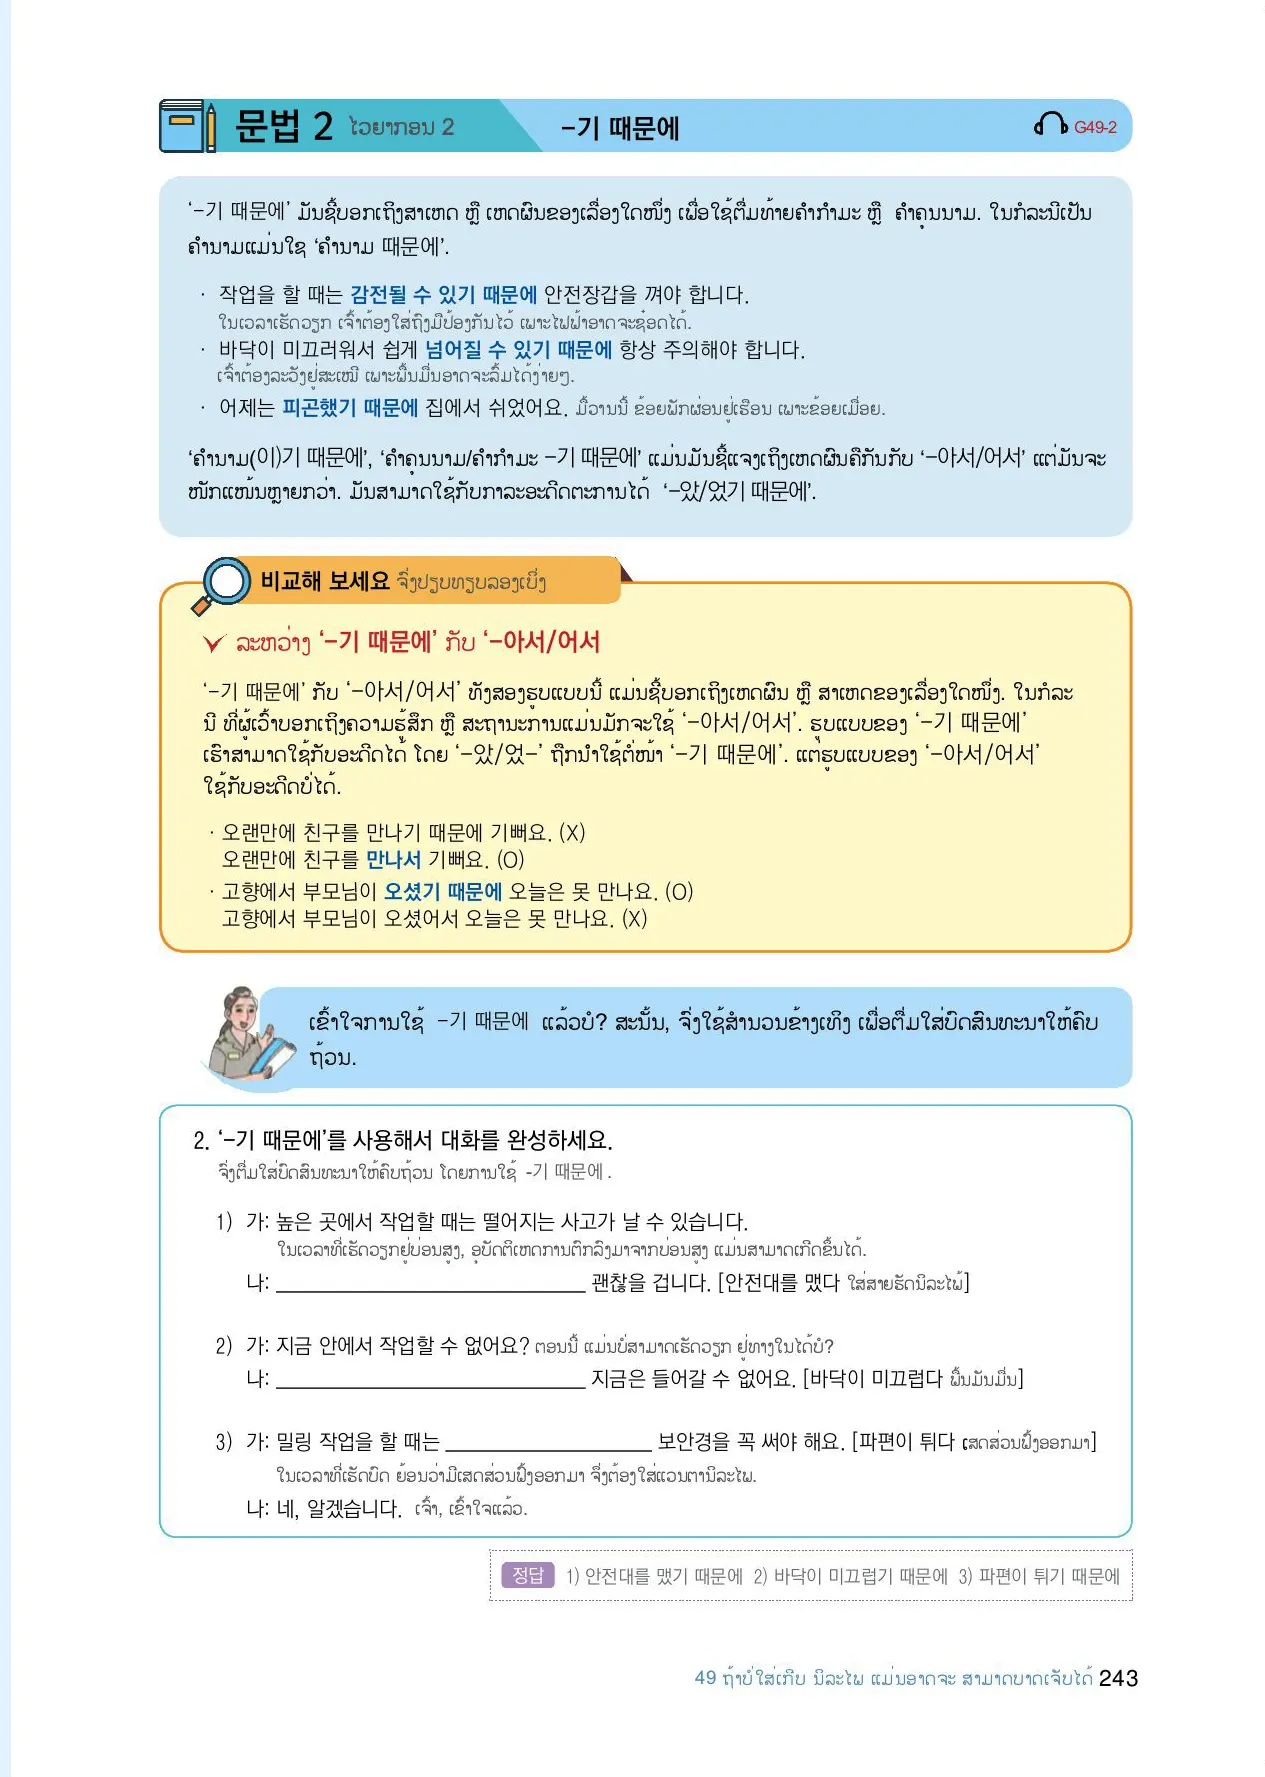 문법 2 ໄວຍາກອນ 2 -기 때문에 G49-2
‘-기 때문에’ ມັນຊີ້ບອກເຖິງສາເຫດ ຫຼື ເຫດຜົນຂອງເລື່ອງໃດໜຶ່ງ ເພື່ອໃຊ້ຕື່ມທ້າຍຄຳກຳມະ ຫຼື ຄຳຄຸນນາມ. ໃນກໍລະນີເປັນ
ຄຳນາມແມ່ນໃຊ ‘ຄຳນາມ 때문에’.
· 작업을 할 때는 감전될 수 있기 때문에 안전장갑을 껴야 합니다.
ໃນເວລາເຮັດວຽກ ເຈົ້າຕ້ອງໃສ່ຖົງມືປ້ອງກັນໄວ້ ເພາະໄຟຟ້າອາດຈະຊ໋ອດໄດ້.
· 바닥이 미끄러워서 쉽게 넘어질 수 있기 때문에 항상 주의해야 합니다.
ເຈົ້າຕ້ອງລະວັງຢູ່ສະເໝີ ເພາະພື້ນມື່ນອາດຈະລົ້ມໄດ້ງ່າຍໆ.
· 어제는 피곤했기 때문에 집에서 쉬었어요. ມື້ວານນີ້ ຂ້ອຍພັກຜ່ອນຢູ່ເຮືອນ ເພາະຂ້ອຍເມື່ອຍ.
‘ຄຳນາມ(이)기 때문에’, ‘ຄຳຄຸນນາມ/ຄຳກຳມະ -기 때문에’ ແມ່ນມັນຊີ້ແຈງເຖິງເຫດຜົນຄືກັນກັບ ‘-아서/어서’ ແຕ່ມັນຈະ
ໜັກແໜ້ນຫຼາຍກວ່າ. ມັນສາມາດໃຊ້ກັບກາລະອະດີດຕະການໄດ້ ‘-았/었기 때문에’.
비교해 보세요 ຈົ່ງປຽບທຽບລອງເບິ່ງ
ລະຫວ່າງ ‘-기 때문에’ ກັບ ‘-아서/어서
‘-기 때문에’ ກັບ ‘-아서/어서’ ທັງສອງຮູບແບບນີ້ ແມ່ນຊີ້ບອກເຖິງເຫດຜົນ ຫຼື ສາເຫດຂອງເລື່ອງໃດໜຶ່ງ. ໃນກໍລະ
ນີ ທີ່ຜູ້ເວົ້າບອກເຖິງຄວາມຮູ້ສຶກ ຫຼື ສະຖານະການແມ່ນມັກຈະໃຊ້ ‘-아서/어서’. ຮູບແບບຂອງ ‘-기 때문에’
ເຮົາສາມາດໃຊ້ກັບອະດີດໄດ້ ໂດຍ ‘-았/었-’ ຖືກນຳໃຊ້ຕໍ່ໜ້າ ‘-기 때문에’. ແຕ່ຮູບແບບຂອງ ‘-아서/어서’
ໃຊ້ກັບອະດີດບໍ່ໄດ້.
· 오랜만에 친구를 만나기 때문에 기뻐요. (X)
오랜만에 친구를 만나서 기뻐요. (O)
· 고향에서 부모님이 오셨기 때문에 오늘은 못 만나요. (O)
고향에서 부모님이 오셨어서 오늘은 못 만나요. (X)
ເຂົ້າໃຈການໃຊ້ -기 때문에 ແລ້ວບໍ? ສະນັ້ນ, ຈົ່ງໃຊ້ສຳນວນຂ້າງເທິງ ເພື່ອຕື່ມໃສ່ບົດສົນທະນາໃຫ້ຄົບ
ຖ້ວນ.
2. ‘-기 때문에’를 사용해서 대화를 완성하세요.
ຈົ່ງຕື່ມໃສ່ບົດສົນທະນາໃຫ້ຄົບຖ້ວນ ໂດຍການໃຊ້ -기 때문에 .
1) 가: 높은 곳에서 작업할 때는 떨어지는 사고가 날 수 있습니다.
ໃນເວລາທີ່ເຮັດວຽກຢູ່ບ່ອນສູງ, ອຸບັດຕິເຫດການຕົກລົງມາຈາກບ່ອນສູງ ແມ່ນສາມາດເກີດຂຶ້ນໄດ້.
나: ______ 괜찮을 겁니다. [안전대를 맸다 ໃສ່ສາຍຮັດນິລະໄພ້]
2) 가: 지금 안에서 작업할 수 없어요? ຕອນນີ້ ແມ່ນບໍ່ສາມາດເຮັດວຽກ ຢູ່ທາງໃນໄດ້ບໍ?
나: ______ 지금은 들어갈 수 없어요. [바닥이 미끄럽다 ພື້ນມັນມື່ນ]
3) 가: 밀링 작업을 할 때는 ______ 보안경을 꼭 써야 해요. [파편이 튀다 ເສດສ່ວນຟົ້ງອອກມາ]
ໃນເວລາທີ່ເຮັດບົດ ຍ້ອນວ່າມີເສດສ່ວນຟົ້ງອອກມາ ຈຶ່ງຕ້ອງໃສ່ແວນຕານິລະໄພ.
나: 네, 알겠습니다. ເຈົ້າ, ເຂົ້າໃຈແລ້ວ.
정답 1) 안전대를 맸기 때문에 2) 바닥이 미끄럽기 때문에 3) 파편이 튀기 때문에
49 ຖ້າບໍ່ໃສ່ເກີບ ນິລະໄພ ແມ່ນອາດຈະ ສາມາດບາດເຈັບໄດ້ 243